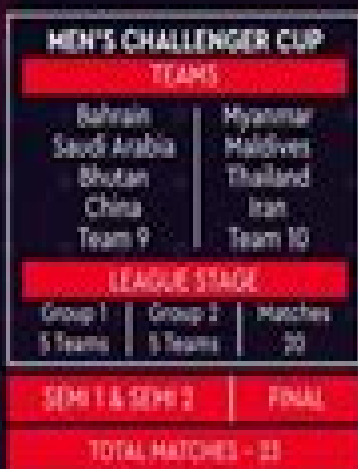 MEN'S CHALLENGER CUP
TEAMS
Bahrain Myanmar
Saudi Arabia Maldives
Bhutan Thailand
China Iran
Team 9 Team 10
LEAGUE STAGE
Group 1 Group 2 Matches
5 Teams 5 Teams 20
SEMI 1 & SEMI 2 FINAL
TOTAL MATCHES - 23